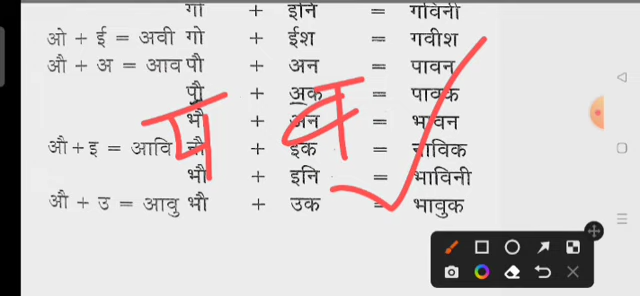 गो + इनि = गविनी
ओ + ई = अवी गो + ईश = गवीश
औ + अ = आव पौ + अन = पावन
पौ + अक = पावक
भौ + अन = भावन
औ+इ = आवि नौ + इक = नाविक
भौ + इनि = भाविनी
औ + उ = आवु भौ + उक = भावुक